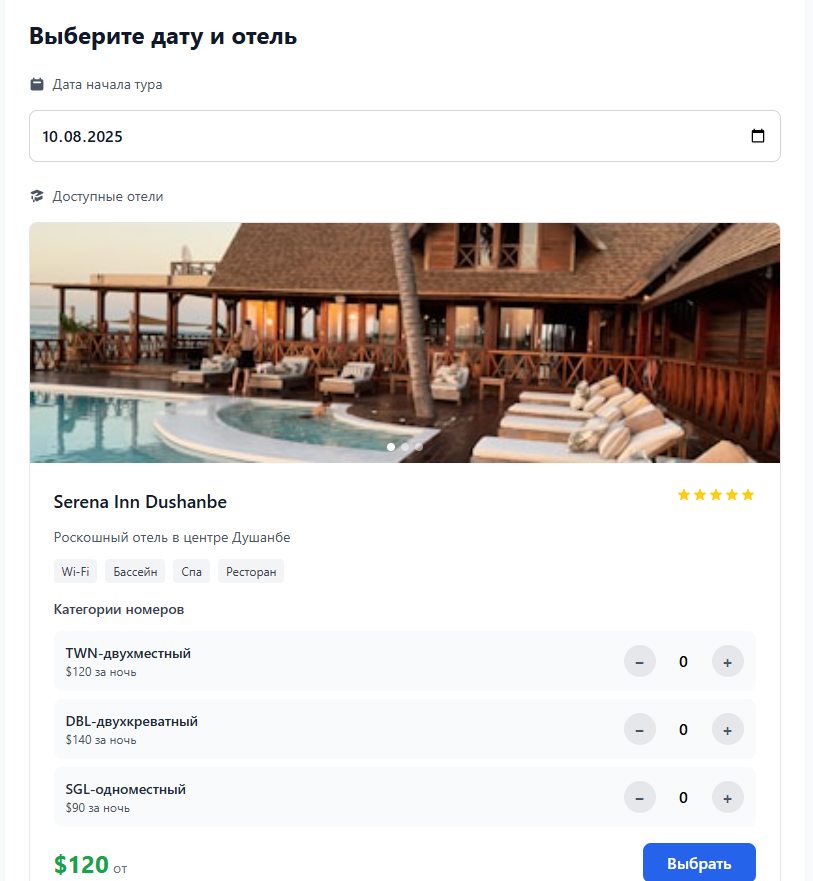 Выберите дату и отель
Дата начала тура
10.08.2025
Доступные отели
Serena Inn Dushanbe
Роскошный отель в центре Душанбе
Wi-Fi Бассейн Спа Ресторан
Категории номеров
TWN-двухместный
$120 за ночь
− 0 +
DBL-двухкреватный
$140 за ночь
− 0 +
SGL-одноместный
$90 за ночь
− 0 +
$120 от
Выбрать